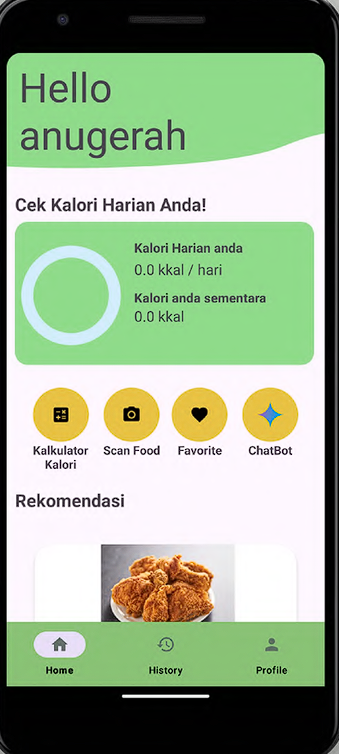 Hello
anugerah
Cek Kalori Harian Anda!
Kalori Harian anda
0.0 kkal / hari
Kalori anda sementara
0.0 kkal
Kalkulator
Kalori
Scan Food
Favorite
ChatBot
Rekomendasi
Home
History
Profile